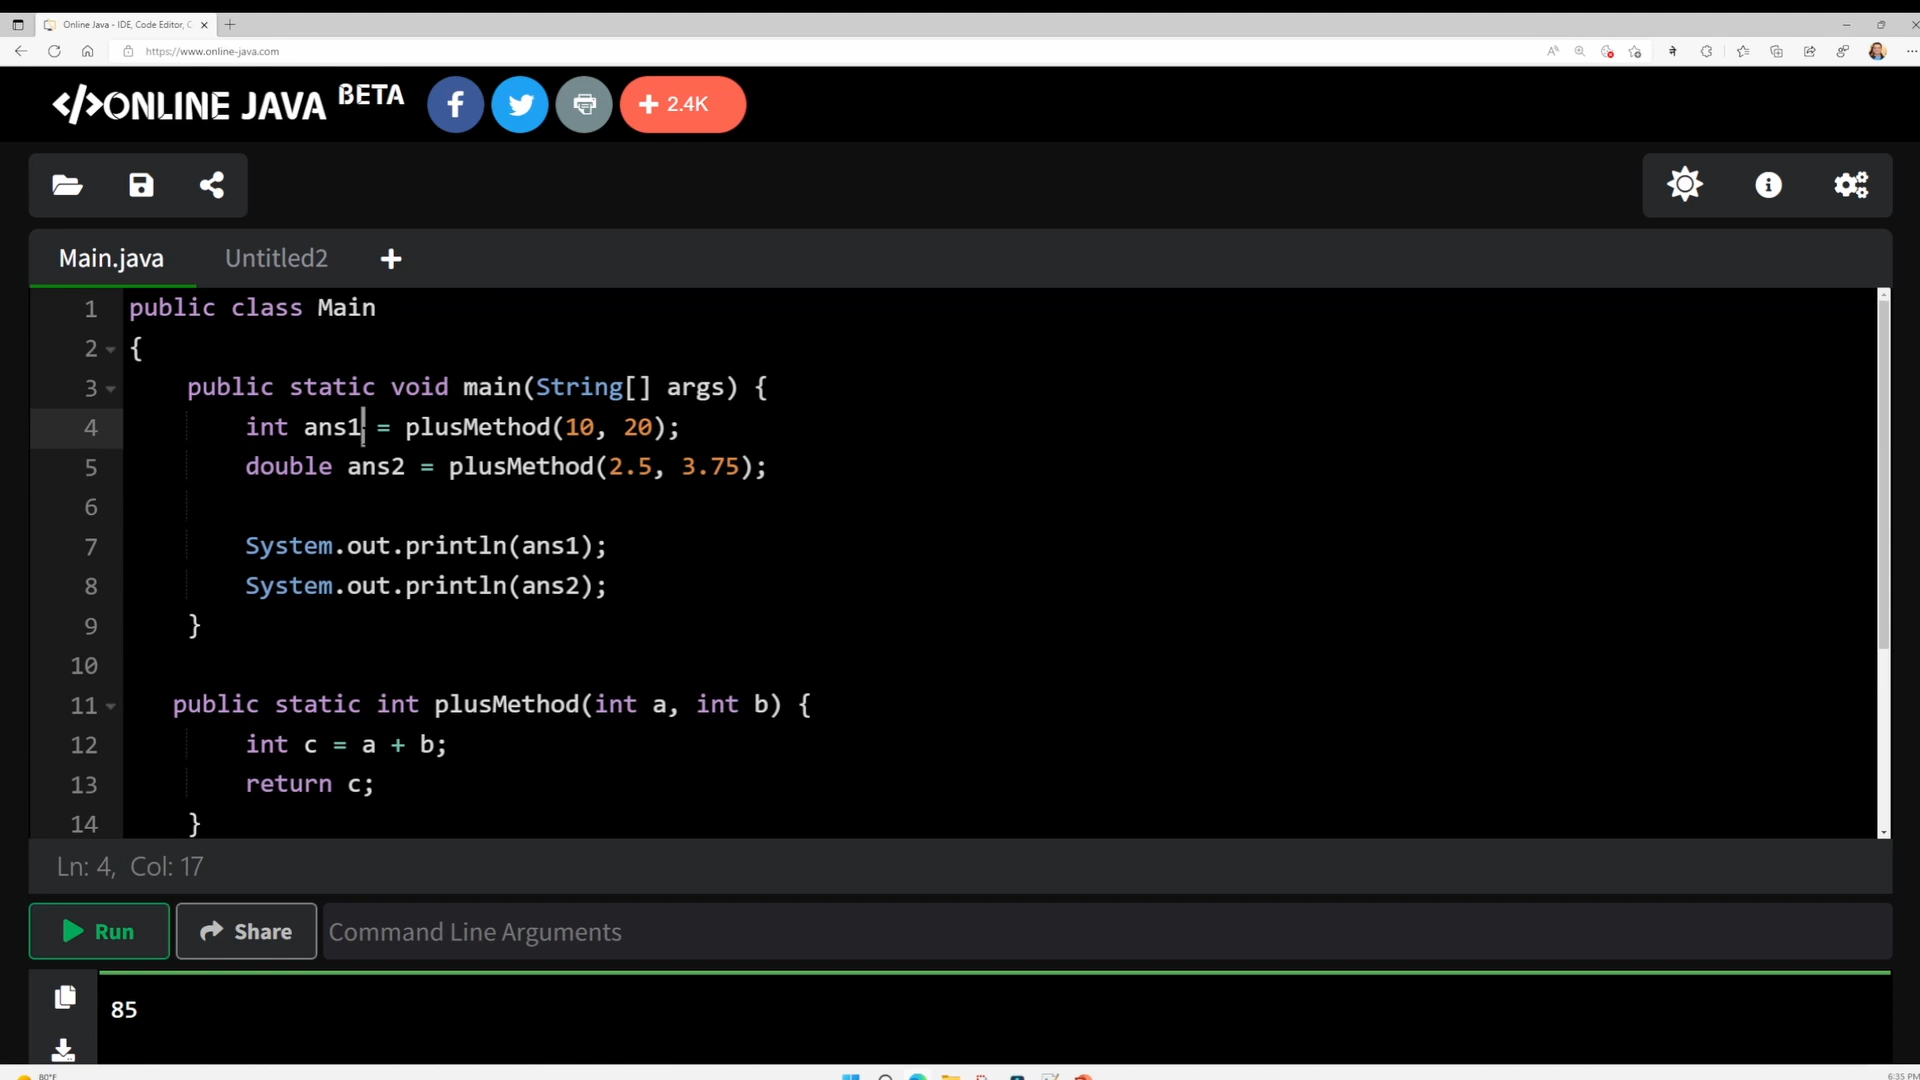 Online Java - IDE, Code Editor, C
https://www.online-java.com
</>ONLINE JAVA BETA
2.4K
Main.java
Untitled2
1 public class Main
2 {
3 public static void main(String[] args) {
4 int ans1 = plusMethod(10, 20);
5 double ans2 = plusMethod(2.5, 3.75);
6
7 System.out.println(ans1);
8 System.out.println(ans2);
9 }
10
11 public static int plusMethod(int a, int b) {
12 int c = a + b;
13 return c;
14 }
Ln: 4, Col: 17
Run
Share
Command Line Arguments
85
80°F
6:35 PM